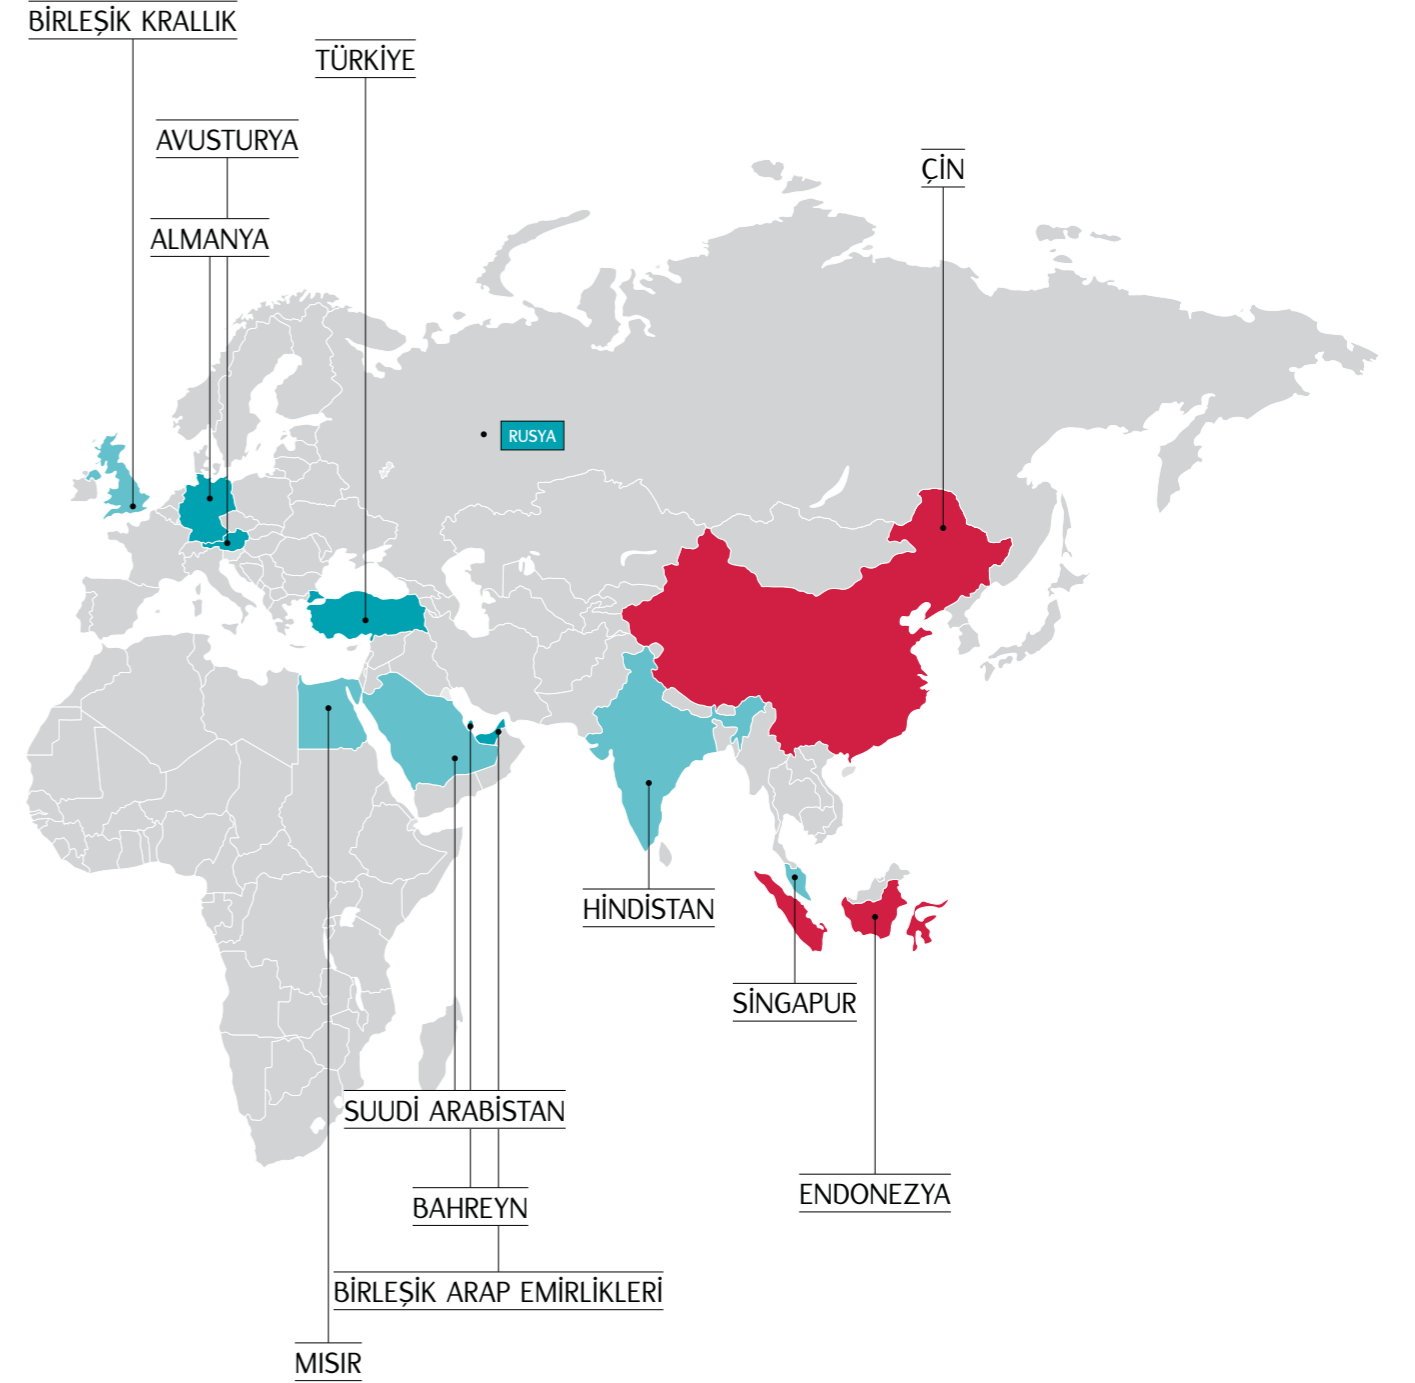 BİRLEŞİK KRALLIK
TÜRKİYE
AVUSTURYA
ÇİN
ALMANYA
RUSYA
HİNDİSTAN
SİNGAPUR
SUUDİ ARABİSTAN
ENDONEZYA
BAHREYN
BİRLEŞİK ARAP EMİRLİKLERİ
MISIR